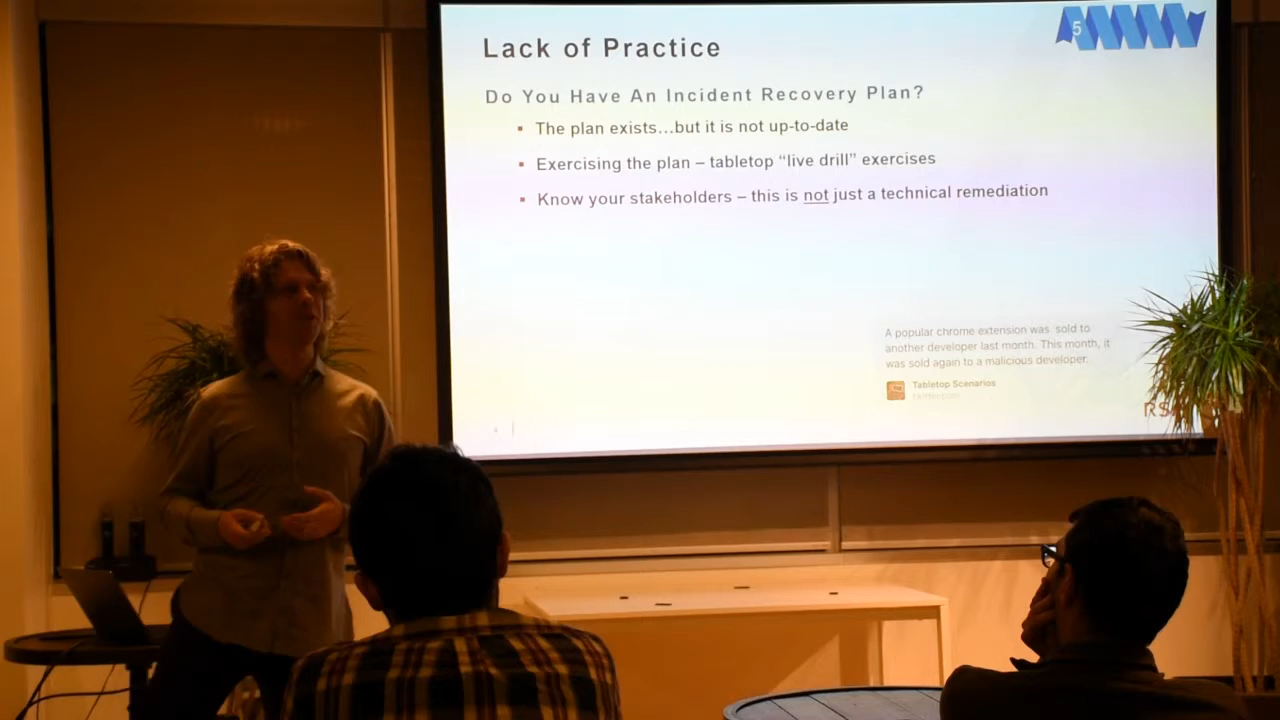 5
Lack of Practice
Do You Have An Incident Recovery Plan?
▪ The plan exists...but it is not up-to-date
▪ Exercising the plan – tabletop “live drill” exercises
▪ Know your stakeholders – this is not just a technical remediation
A popular chrome extension was sold to
another developer last month. This month, it
was sold again to a malicious developer.
Tabletop Scenarios